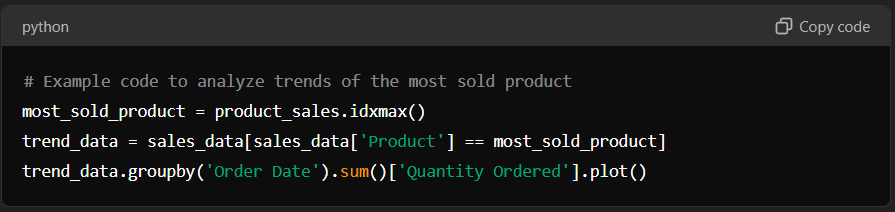 python
Copy code
# Example code to analyze trends of the most sold product
most_sold_product = product_sales.idxmax()
trend_data = sales_data[sales_data['Product'] == most_sold_product]
trend_data.groupby('Order Date').sum()['Quantity Ordered'].plot()